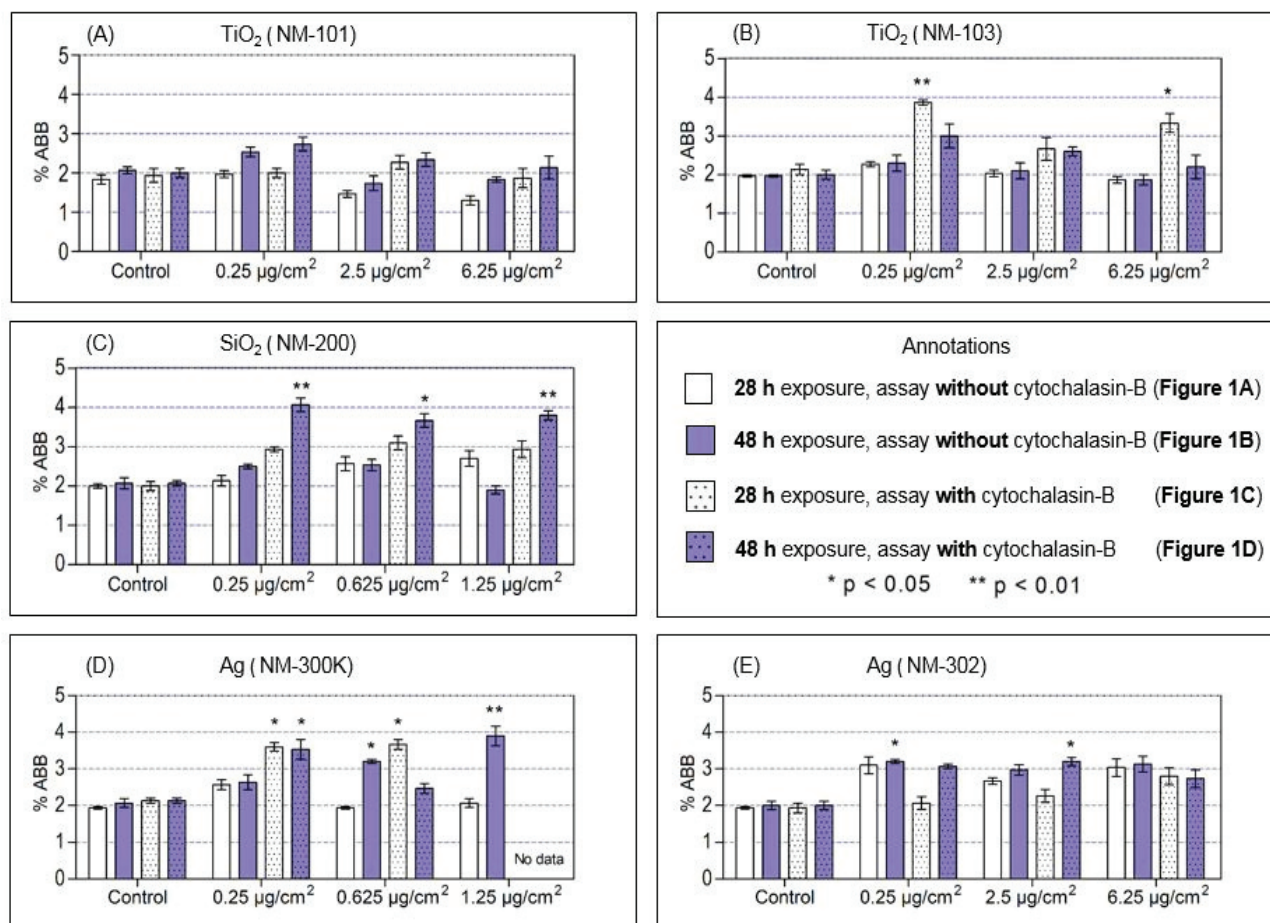 (A) TiO₂ ( NM-101)
5
4
3
2
1
0
% ABB
Control 0.25 µg/cm² 2.5 µg/cm² 6.25 µg/cm²
(B) TiO₂ ( NM-103)
5
4
3
2
1
0
% ABB
**
*
Control 0.25 µg/cm² 2.5 µg/cm² 6.25 µg/cm²
(C) SiO₂ ( NM-200)
5
4
3
2
1
0
% ABB
**
*
**
Control 0.25 µg/cm² 0.625 µg/cm² 1.25 µg/cm²
Annotations
28 h exposure, assay without cytochalasin-B (Figure 1A)
48 h exposure, assay without cytochalasin-B (Figure 1B)
28 h exposure, assay with cytochalasin-B (Figure 1C)
48 h exposure, assay with cytochalasin-B (Figure 1D)
* p < 0.05 ** p < 0.01
(D) Ag ( NM-300K)
5
4
3
2
1
0
% ABB
* *
* *
**
No data
Control 0.25 µg/cm² 0.625 µg/cm² 1.25 µg/cm²
(E) Ag ( NM-302)
5
4
3
2
1
0
% ABB
*
*
Control 0.25 µg/cm² 2.5 µg/cm² 6.25 µg/cm²